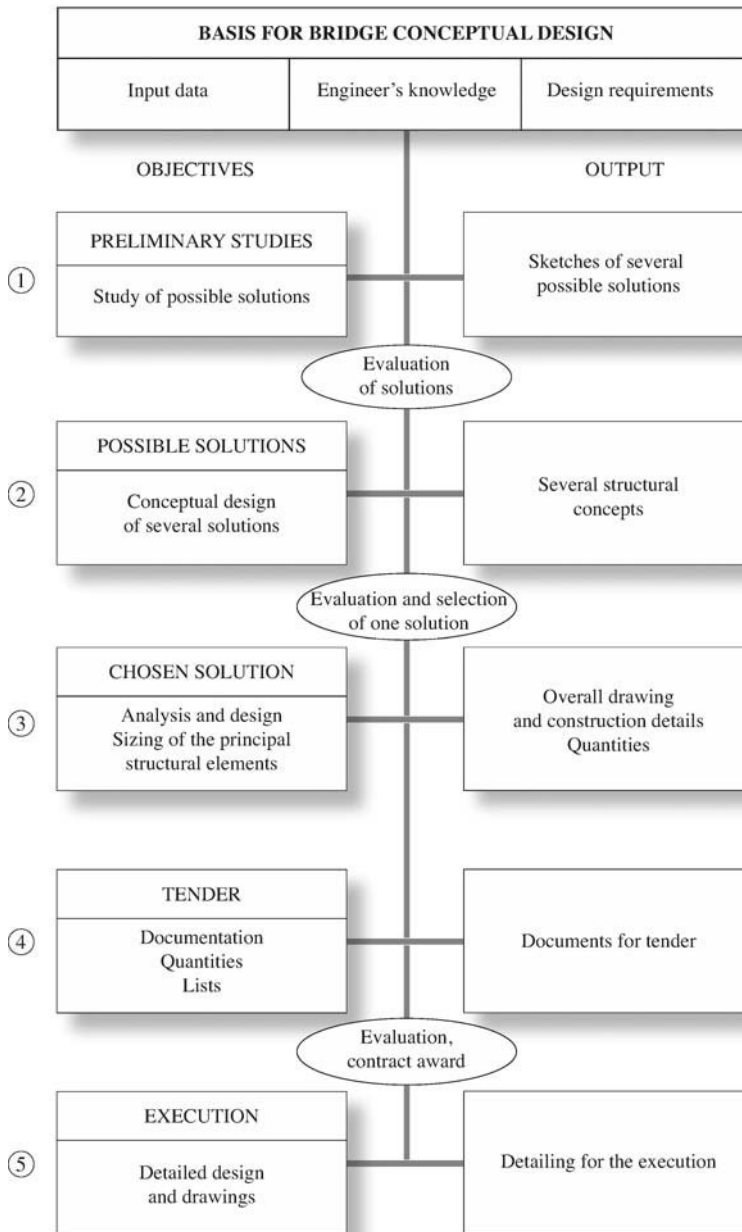 BASIS FOR BRIDGE CONCEPTUAL DESIGN
Input data
Engineer's knowledge
Design requirements
OBJECTIVES
OUTPUT
①
PRELIMINARY STUDIES
Study of possible solutions
Sketches of several
possible solutions
Evaluation
of solutions
②
POSSIBLE SOLUTIONS
Conceptual design
of several solutions
Several structural
concepts
Evaluation and selection
of one solution
③
CHOSEN SOLUTION
Analysis and design
Sizing of the principal
structural elements
Overall drawing
and construction details
Quantities
④
TENDER
Documentation
Quantities
Lists
Documents for tender
Evaluation,
contract award
⑤
EXECUTION
Detailed design
and drawings
Detailing for the execution